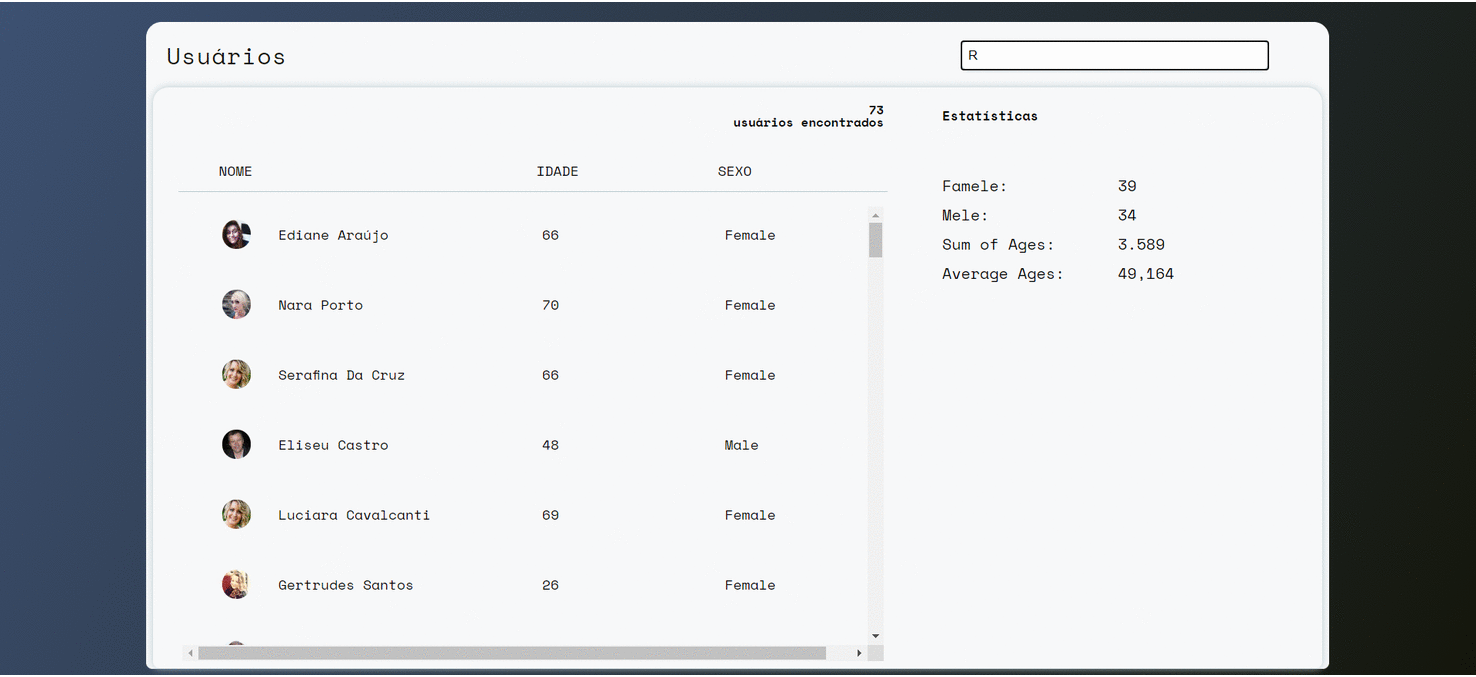 Usuários
R
73
usuários encontrados
NOME IDADE SEXO
Ediane Araújo 66 Female
Nara Porto 70 Female
Serafina Da Cruz 66 Female
Eliseu Castro 48 Male
Luciara Cavalcanti 69 Female
Gertrudes Santos 26 Female
Estatísticas
Famele: 39
Mele: 34
Sum of Ages: 3.589
Average Ages: 49,164